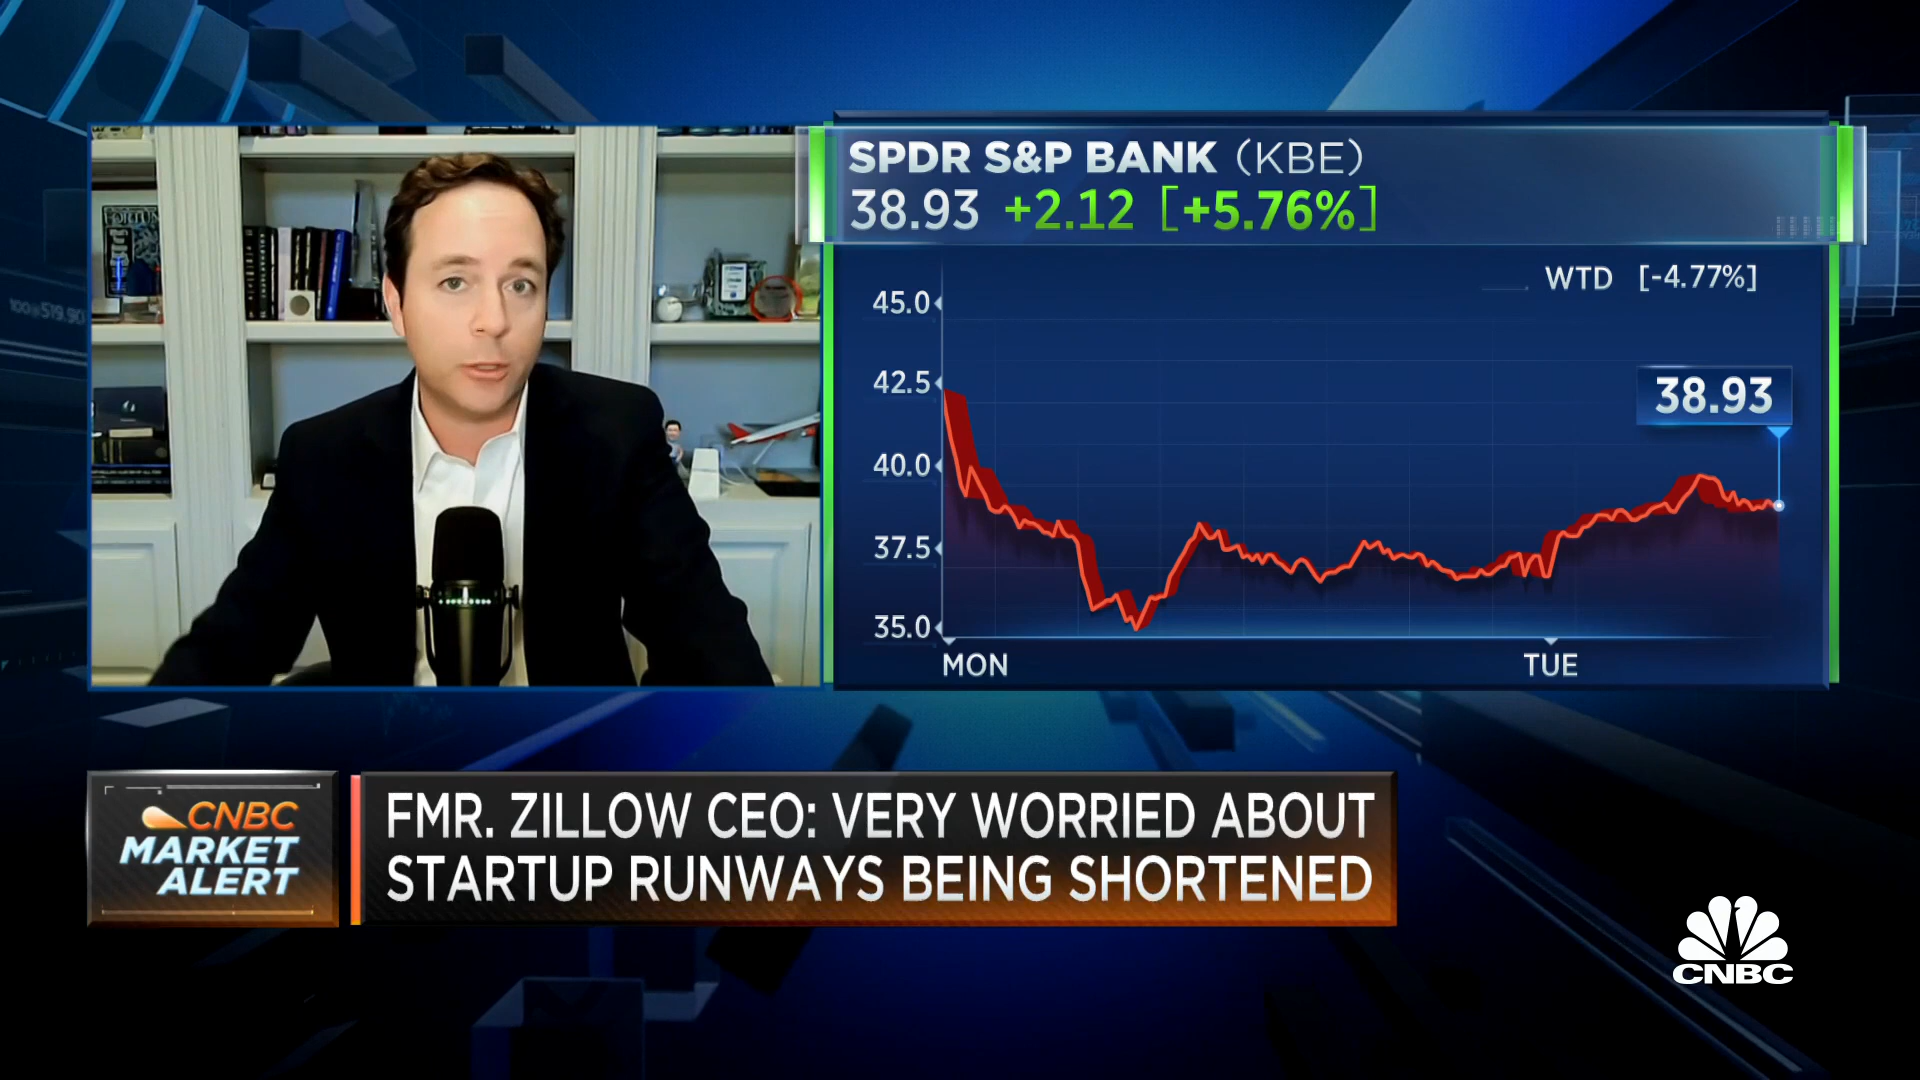 SPDR S&P BANK (KBE)
38.93 +2.12 [+5.76%]
WTD [-4.77%]
45.0
42.5
40.0
37.5
35.0
38.93
MON
TUE
CNBC
MARKET
ALERT
FMR. ZILLOW CEO: VERY WORRIED ABOUT
STARTUP RUNWAYS BEING SHORTENED
CNBC